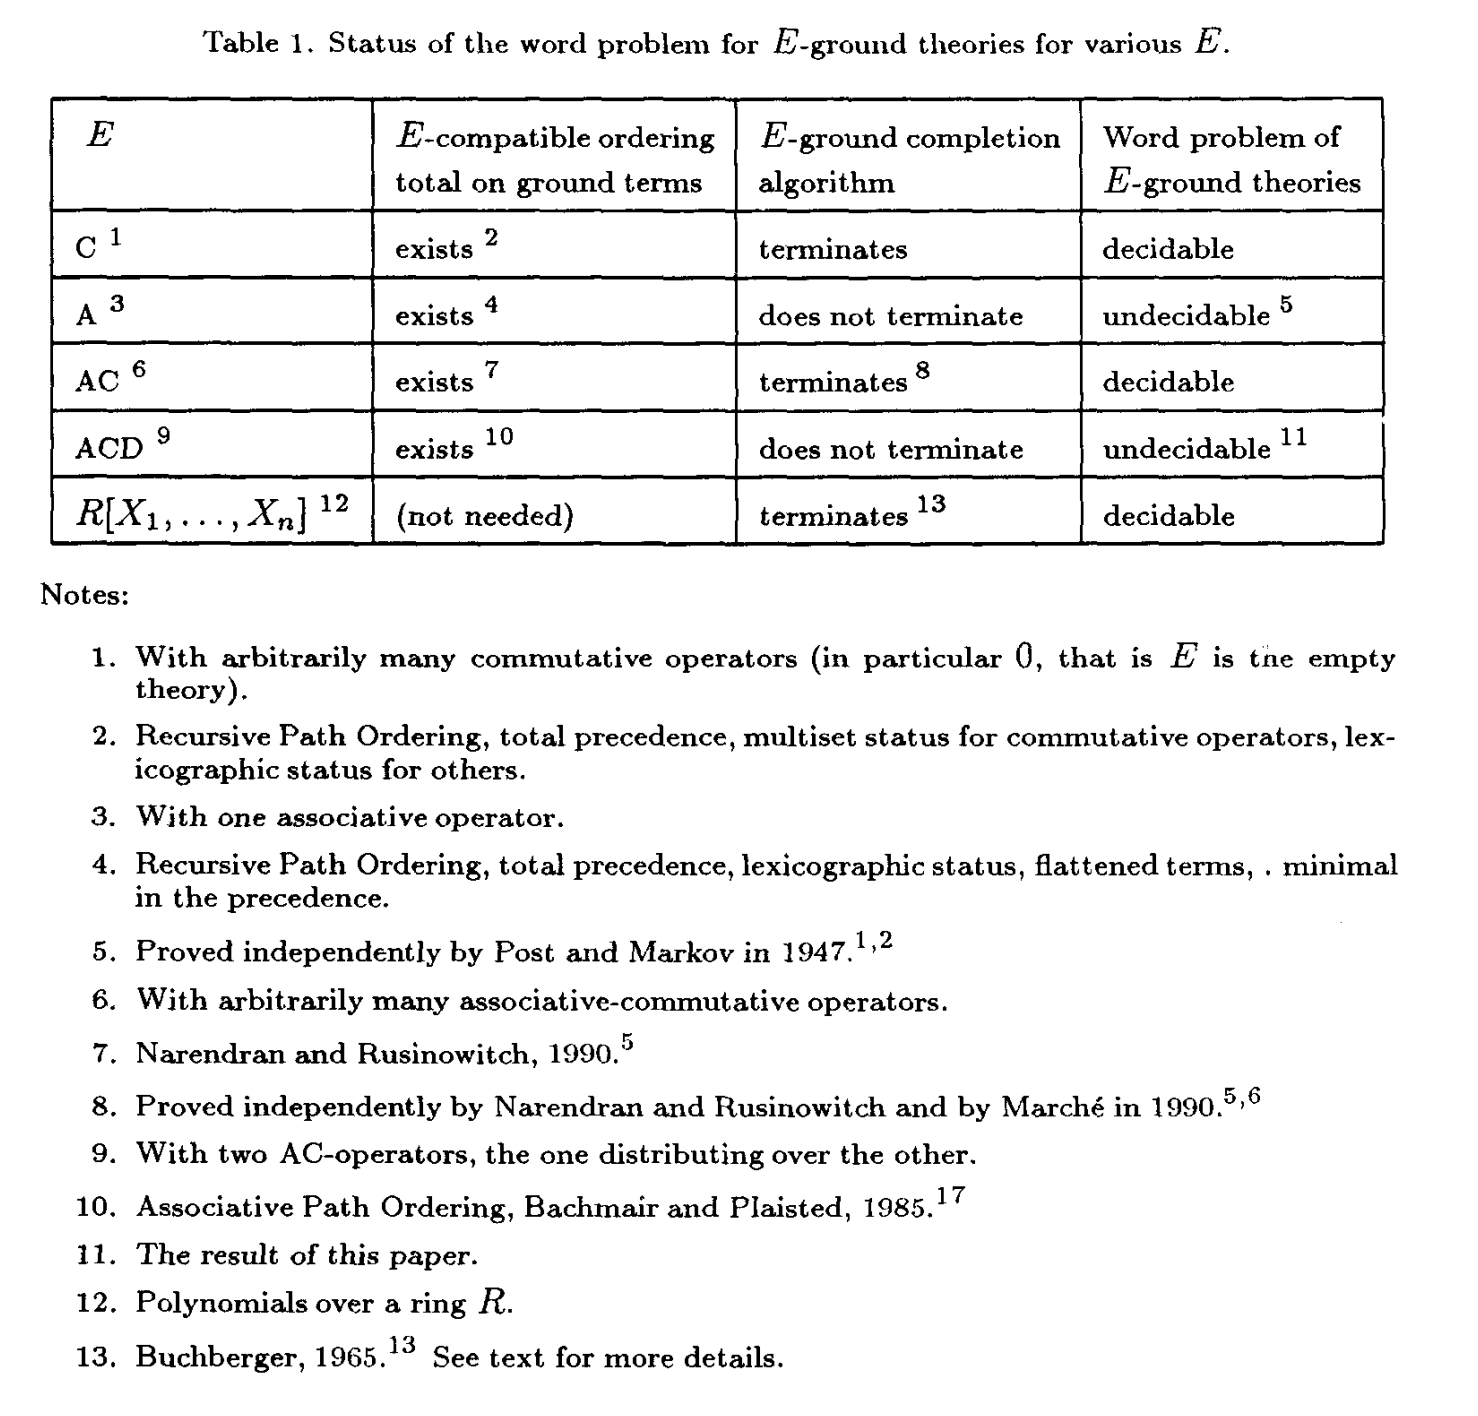 Table 1. Status of the word problem for E-ground theories for various E.
E
E-compatible ordering total on ground terms
E-ground completion algorithm
Word problem of E-ground theories
C 1 exists 2 terminates decidable
A 3 exists 4 does not terminate undecidable 5
AC 6 exists 7 terminates 8 decidable
ACD 9 exists 10 does not terminate undecidable 11
R[X1, . . . , Xn] 12 (not needed) terminates 13 decidable
Notes:
1. With arbitrarily many commutative operators (in particular 0, that is E is the empty
theory).
2. Recursive Path Ordering, total precedence, multiset status for commutative operators, lex-
icographic status for others.
3. With one associative operator.
4. Recursive Path Ordering, total precedence, lexicographic status, flattened terms, . minimal
in the precedence.
5. Proved independently by Post and Markov in 1947.1,2
6. With arbitrarily many associative-commutative operators.
7. Narendran and Rusinowitch, 1990.5
8. Proved independently by Narendran and Rusinowitch and by Marché in 1990.5,6
9. With two AC-operators, the one distributing over the other.
10. Associative Path Ordering, Bachmair and Plaisted, 1985.17
11. The result of this paper.
12. Polynomials over a ring R.
13. Buchberger, 1965.13 See text for more details.